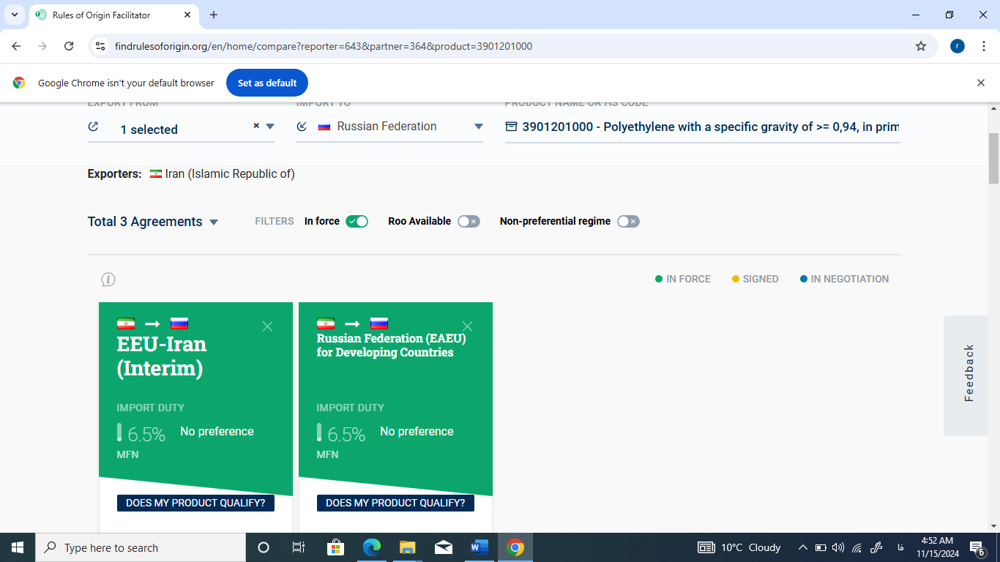 Rules of Origin Facilitator
findrulesoforigin.org/en/home/compare?reporter=643&partner=364&product=3901201000
r
Google Chrome isn't your default browser
Set as default
EXPORT FROM
IMPORT TO
PRODUCT NAME OR HS CODE
1 selected
Russian Federation
3901201000 - Polyethylene with a specific gravity of >= 0,94, in prim
Exporters: Iran (Islamic Republic of)
Total 3 Agreements
FILTERS In force Roo Available Non-preferential regime
IN FORCE SIGNED IN NEGOTIATION
EEU-Iran
(Interim)
IMPORT DUTY
6.5% No preference
MFN
DOES MY PRODUCT QUALIFY?
Russian Federation (EAEU)
for Developing Countries
IMPORT DUTY
6.5% No preference
MFN
DOES MY PRODUCT QUALIFY?
Feedback
Type here to search
10°C Cloudy
فا
4:52 AM
11/15/2024
6